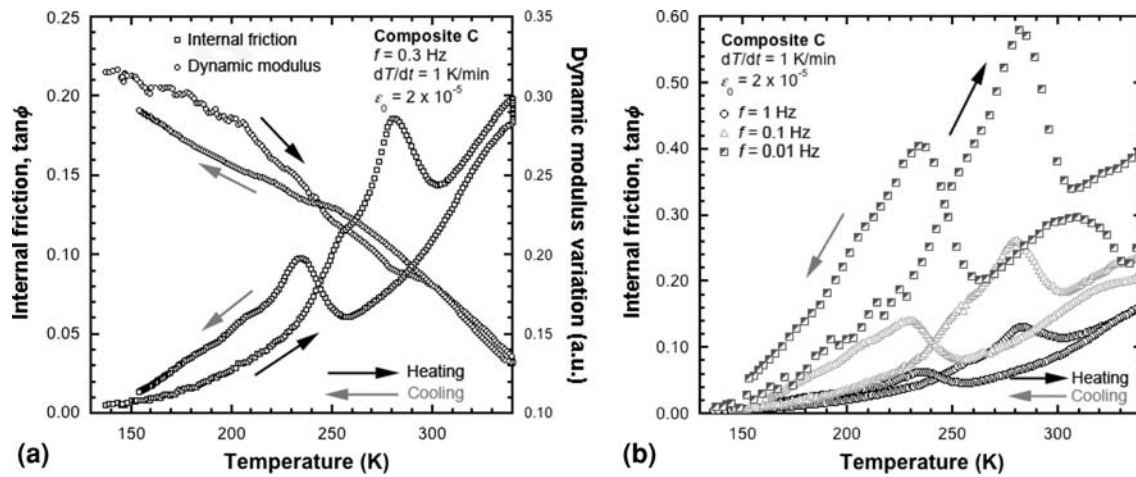 0.25
0.20
0.15
0.10
0.05
0.00
Internal friction, tanϕ
□ Internal friction
○ Dynamic modulus
Composite C
f = 0.3 Hz
dT/dt = 1 K/min
ε₀ = 2 x 10⁻⁵
Heating
Cooling
0.35
0.30
0.25
0.20
0.15
0.10
Dynamic modulus variation (a.u.)
150 200 250 300
Temperature (K)
(a)
0.60
0.50
0.40
0.30
0.20
0.10
0.00
Internal friction, tanϕ
Composite C
dT/dt = 1 K/min
ε₀ = 2 x 10⁻⁵
f = 1 Hz
f = 0.1 Hz
f = 0.01 Hz
Heating
Cooling
150 200 250 300
Temperature (K)
(b)